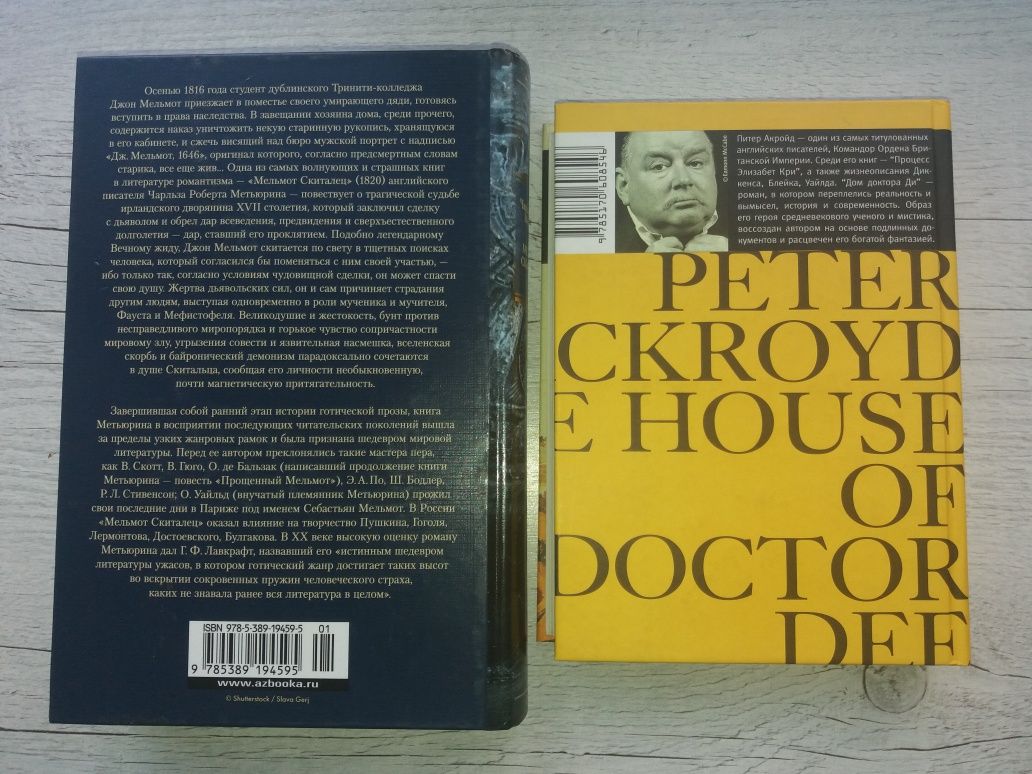 Осенью 1816 года студент дублинского Тринити-колледжа
Джон Мельмот приезжает в поместье своего умирающего дяди, готовясь
вступить в права наследства. В завещании хозяина дома, среди прочего,
содержится наказ уничтожить некую старинную рукопись, хранящуюся
в его кабинете, и сжечь висящий над бюро мужской портрет с надписью
«Дж. Мельмот, 1646», оригинал которого, согласно предсмертным словам
старика, все еще жив... Одна из самых волнующих и страшных книг
в литературе романтизма — «Мельмот Скиталец» (1820) английского
писателя Чарльза Роберта Метьюрина — повествует о трагической судьбе
ирландского дворянина XVII столетия, который заключил сделку
с дьяволом и обрел дар всеведения, предвидения и сверхъестественного
долголетия — дар, ставший его проклятием. Подобно легендарному
Вечному жиду, Джон Мельмот скитается по свету в тщетных поисках
человека, который согласился бы поменяться с ним своей участью, —
ибо только так, согласно условиям чудовищной сделки, он может спасти
свою душу. Жертва дьявольских сил, он и сам причиняет страдания
другим людям, выступая одновременно в роли мученика и мучителя,
Фауста и Мефистофеля. Великодушие и жестокость, бунт против
несправедливого миропорядка и горькое чувство сопричастности
мировому злу, угрызения совести и язвительная насмешка, вселенская
скорбь и байронический демонизм парадоксально сочетаются
в душе Скитальца, сообщая его личности необыкновенную,
почти магнетическую притягательность.
Завершившая собой ранний этап истории готической прозы, книга
Метьюрина в восприятии последующих читательских поколений вышла
за пределы узких жанровых рамок и была признана шедевром мировой
литературы. Перед ее автором преклонялись такие мастера пера,
как В. Скотт, В. Гюго, О. де Бальзак (написавший продолжение книги
Метьюрина — повесть «Прощенный Мельмот»), Э. А. По, Ш. Бодлер,
Р. Л. Стивенсон; О. Уайльд (внучатый племянник Метьюрина) прожил
свои последние дни в Париже под именем Себастьян Мельмот. В России
«Мельмот Скиталец» оказал влияние на творчество Пушкина, Гоголя,
Лермонтова, Достоевского, Булгакова. В XX веке высокую оценку роману
Метьюрина дал Г. Ф. Лавкрафт, назвавший его «истинным шедевром
литературы ужасов, в котором готический жанр достигает таких высот
во вскрытии сокровенных пружин человеческого страха,
каких не знавала ранее вся литература в целом».
ISBN 978-5-389-19459-5 01
9 785389 194595
www.azbooka.ru
© Shutterstock / Slava Gerj
9 785170 608546
© Eamonn McCabe
Питер Акройд — один из самых титулованных
английских писателей, Командор Ордена Бри-
танской Империи. Среди его книг — "Процесс
Элизабет Кри", а также жизнеописания Дик-
кенса, Блейка, Уайлда. "Дом доктора Ди" —
роман, в котором переплелись реальность и
вымысел, история и современность. Образ
его героя средневекового ученого и мистика,
воссоздан автором на основе подлинных до-
кументов и расцвечен его богатой фантазией.
PETER
CKROYD
E HOUSE
OF
DOCTOR
DEE